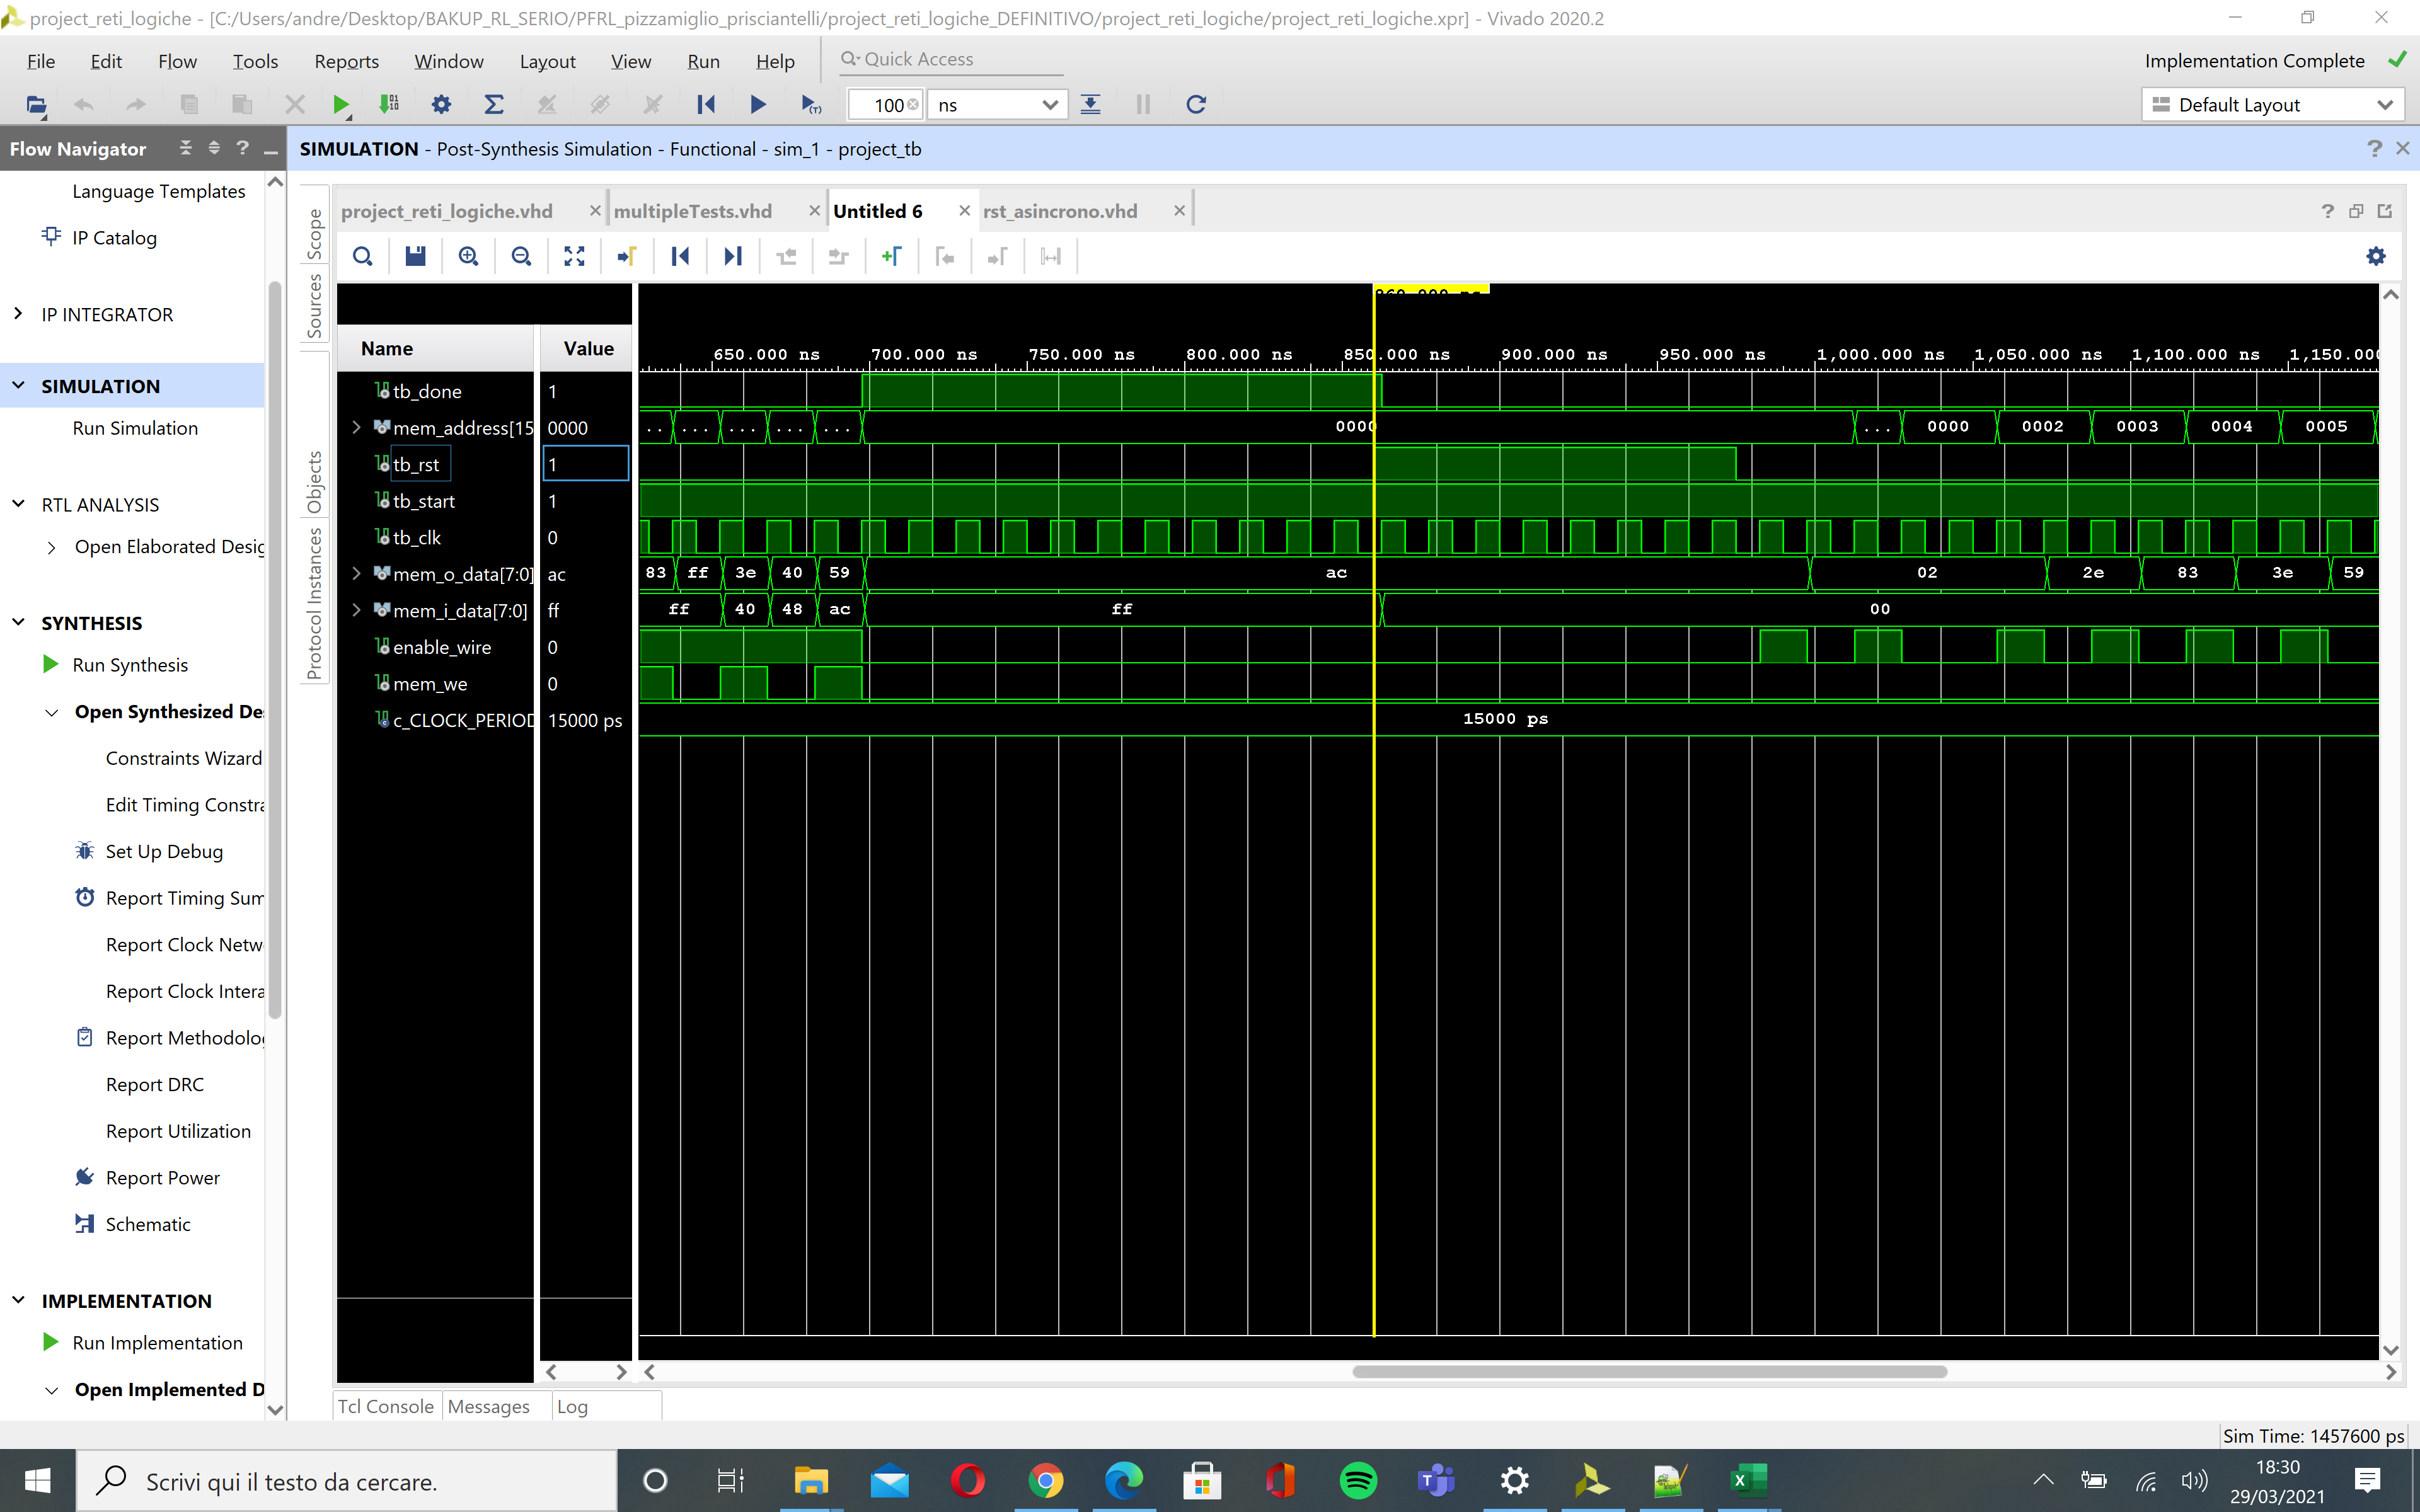 project_reti_logiche - [C:/Users/andre/Desktop/BAKUP_RL_SERIO/PFRL_pizzamiglio_prisciantelli/project_reti_logiche_DEFINITIVO/project_reti_logiche/project_reti_logiche.xpr] - Vivado 2020.2
File Edit Flow Tools Reports Window Layout View Run Help Quick Access
Implementation Complete
100 ns
Default Layout
Flow Navigator
SIMULATION - Post-Synthesis Simulation - Functional - sim_1 - project_tb
Language Templates
IP Catalog
IP INTEGRATOR
SIMULATION
Run Simulation
RTL ANALYSIS
Open Elaborated Desig
SYNTHESIS
Run Synthesis
Open Synthesized De
Constraints Wizard
Edit Timing Constra
Set Up Debug
Report Timing Sum
Report Clock Netw
Report Clock Intera
Report Methodolog
Report DRC
Report Utilization
Report Power
Schematic
IMPLEMENTATION
Run Implementation
Open Implemented D
Scope
Sources
Objects
Protocol Instances
project_reti_logiche.vhd multipleTests.vhd Untitled 6 rst_asincrono.vhd
Name Value
650.000 ns 700.000 ns 750.000 ns 800.000 ns 850.000 ns 900.000 ns 950.000 ns 1,000.000 ns 1,050.000 ns 1,100.000 ns 1,150.000
tb_done 1
mem_address[15 0000 .. ... ... ... ... 0000 ... 0000 0002 0003 0004 0005
tb_rst 1
tb_start 1
tb_clk 0
mem_o_data[7:0] ac 83 ff 3e 40 59 ac 02 2e 83 3e 59
mem_i_data[7:0] ff ff 40 48 ac ff 00
enable_wire 0
mem_we 0
c_CLOCK_PERIOD 15000 ps 15000 ps
Tcl Console Messages Log
Sim Time: 1457600 ps
Scrivi qui il testo da cercare.
18:30
29/03/2021